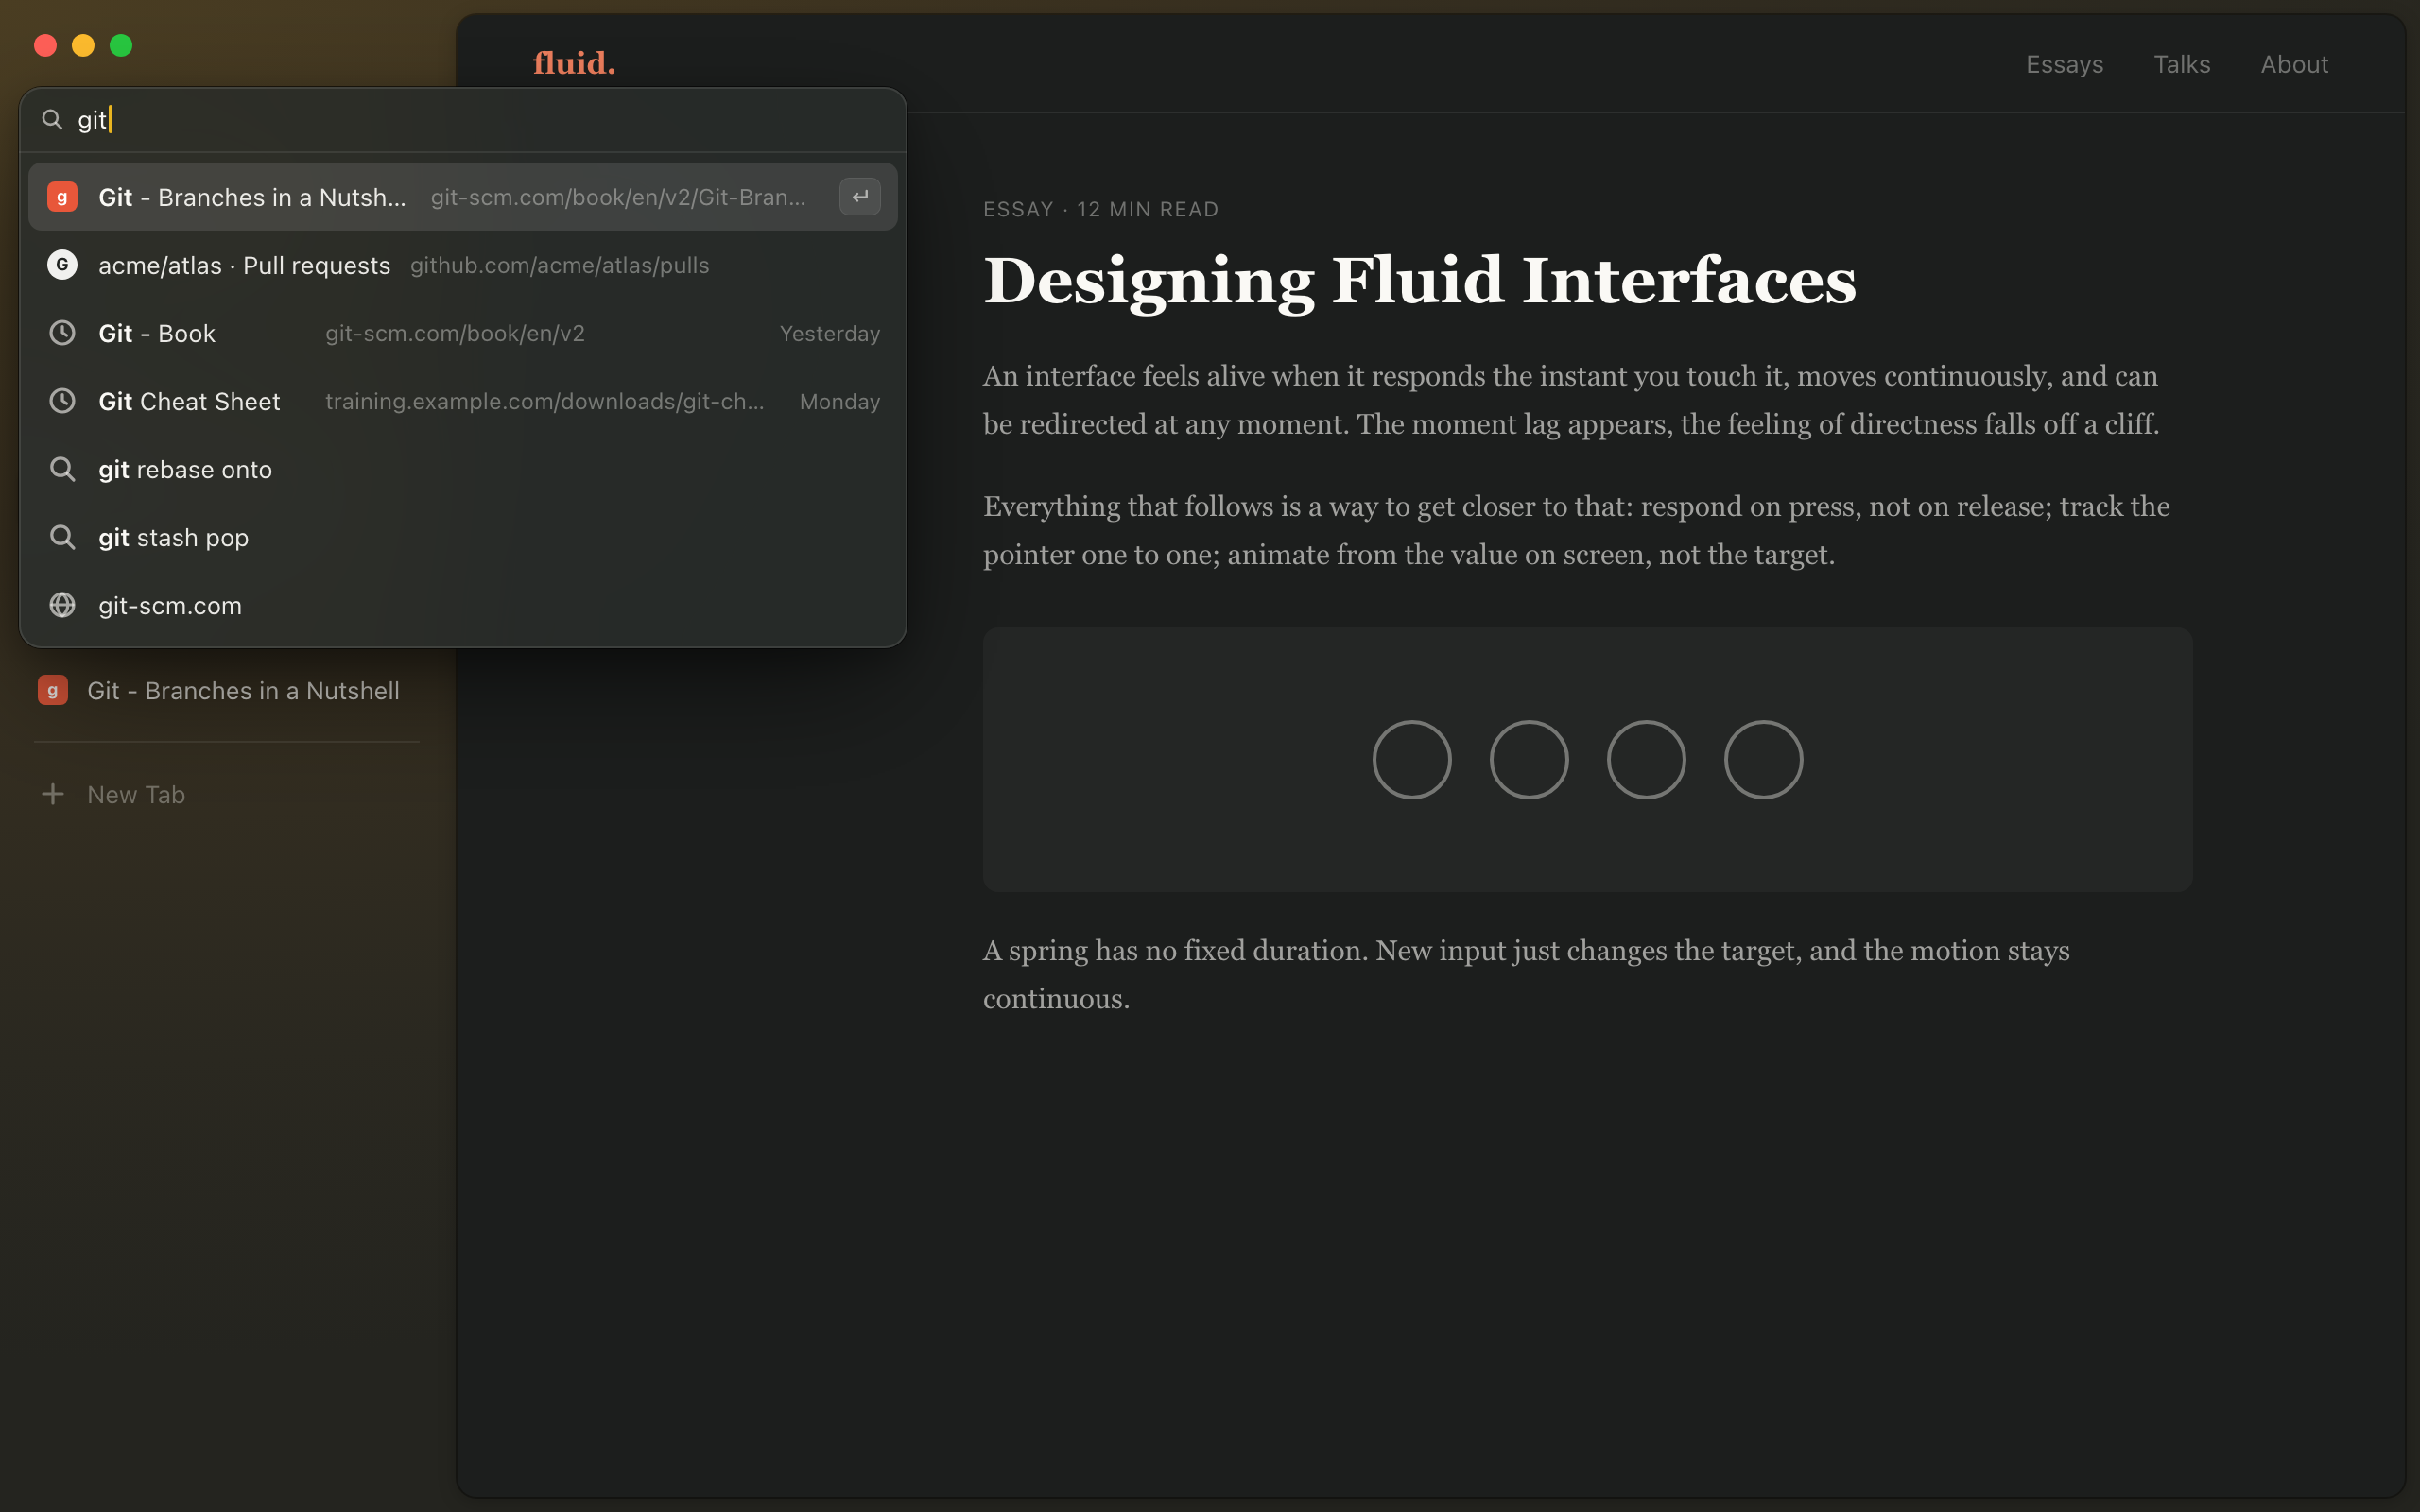 fluid.
Essays Talks About
git
g Git - Branches in a Nutsh... git-scm.com/book/en/v2/Git-Bran...
G acme/atlas · Pull requests github.com/acme/atlas/pulls
Git - Book git-scm.com/book/en/v2 Yesterday
Git Cheat Sheet training.example.com/downloads/git-ch... Monday
git rebase onto
git stash pop
git-scm.com
g Git - Branches in a Nutshell
New Tab
ESSAY · 12 MIN READ
Designing Fluid Interfaces
An interface feels alive when it responds the instant you touch it, moves continuously, and can
be redirected at any moment. The moment lag appears, the feeling of directness falls off a cliff.
Everything that follows is a way to get closer to that: respond on press, not on release; track the
pointer one to one; animate from the value on screen, not the target.
A spring has no fixed duration. New input just changes the target, and the motion stays
continuous.